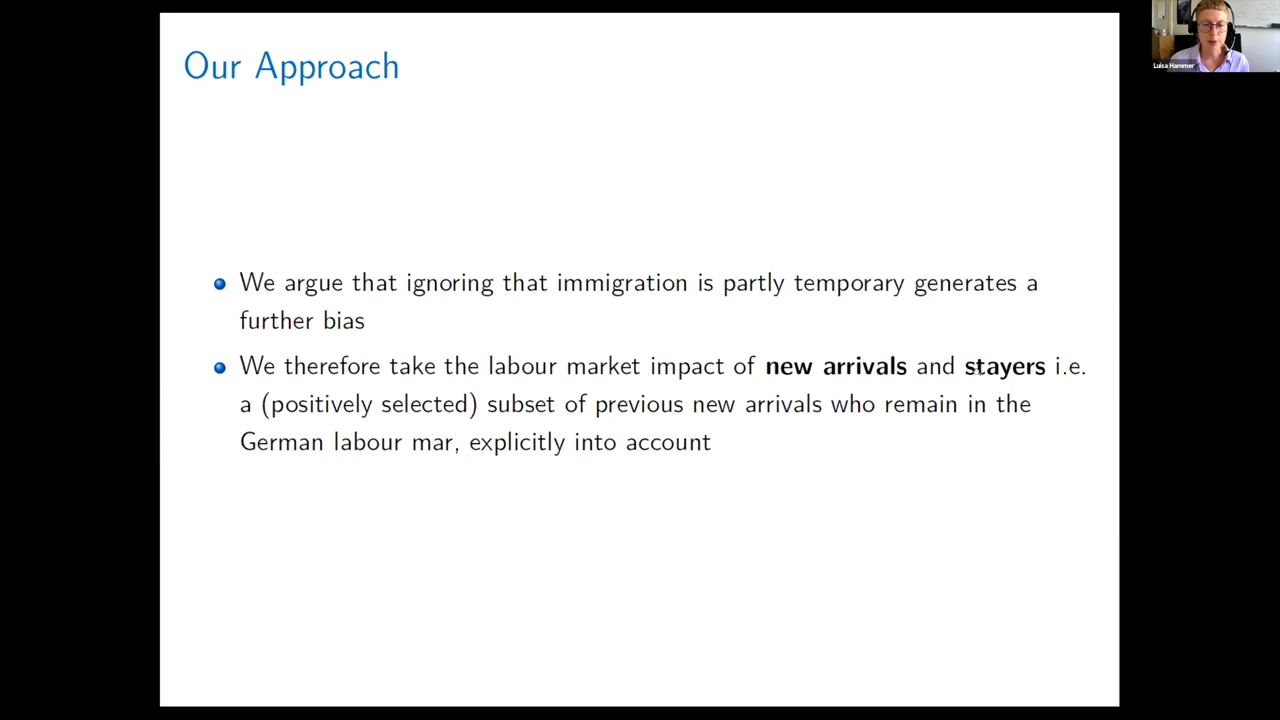 Our Approach
We argue that ignoring that immigration is partly temporary generates a
further bias
We therefore take the labour market impact of new arrivals and stayers i.e.
a (positively selected) subset of previous new arrivals who remain in the
German labour mar, explicitly into account
Luisa Hammer